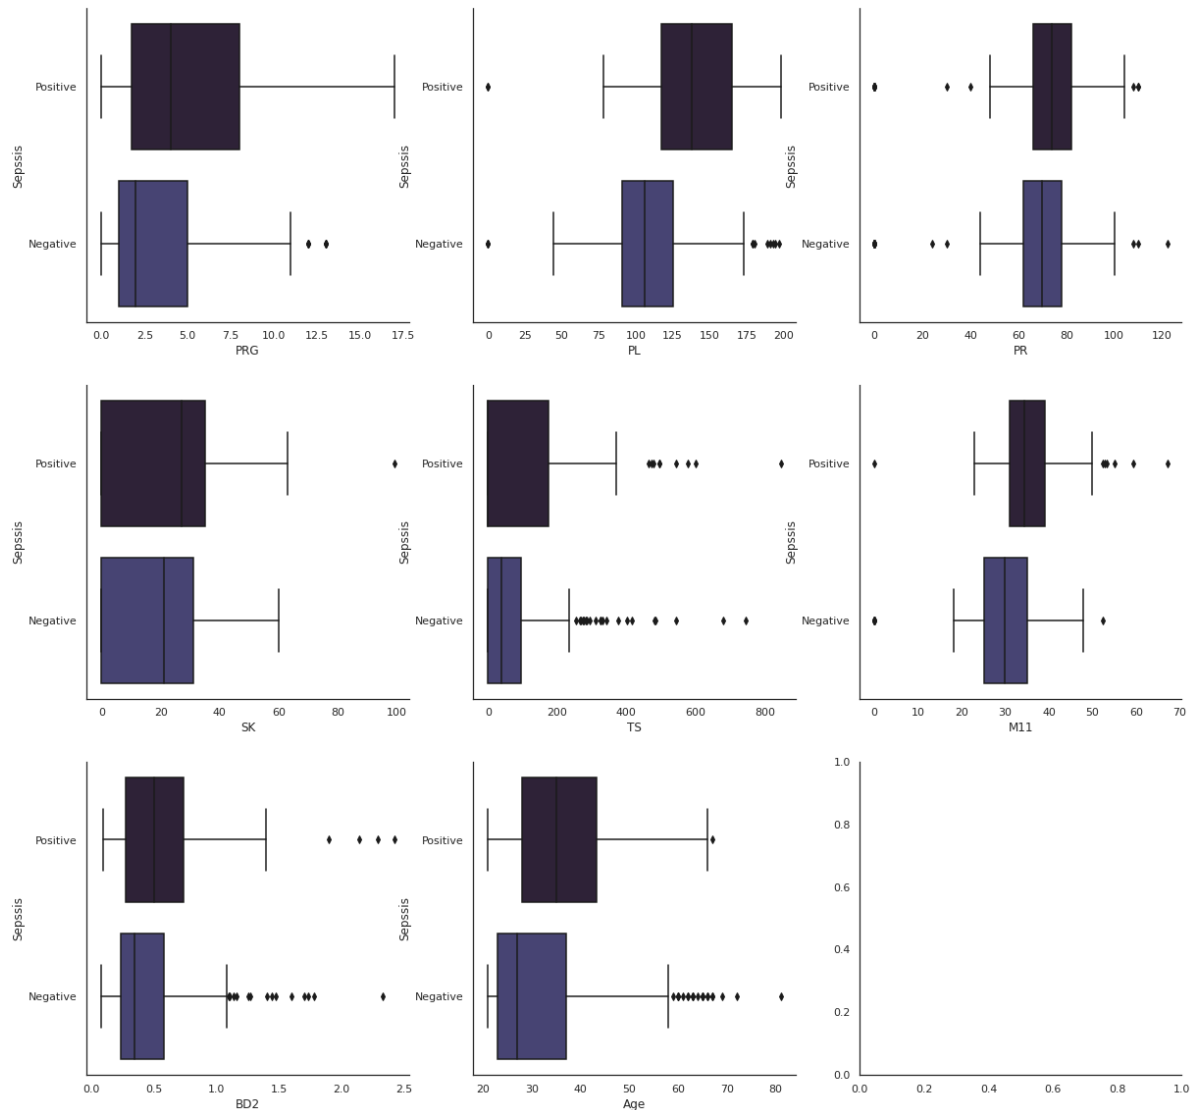 Positive
Negative
Sepssis
0.0 2.5 5.0 7.5 10.0 12.5 15.0 17.5
PRG
Positive
Negative
Sepssis
0 25 50 75 100 125 150 175 200
PL
Positive
Negative
Sepssis
0 20 40 60 80 100 120
PR
Positive
Negative
Sepssis
0 20 40 60 80 100
SK
Positive
Negative
Sepssis
0 200 400 600 800
TS
Positive
Negative
Sepssis
0 10 20 30 40 50 60 70
M11
Positive
Negative
Sepssis
0.0 0.5 1.0 1.5 2.0 2.5
BD2
Positive
Negative
Sepssis
20 30 40 50 60 70 80
Age
1.0
0.8
0.6
0.4
0.2
0.0
0.0 0.2 0.4 0.6 0.8 1.0